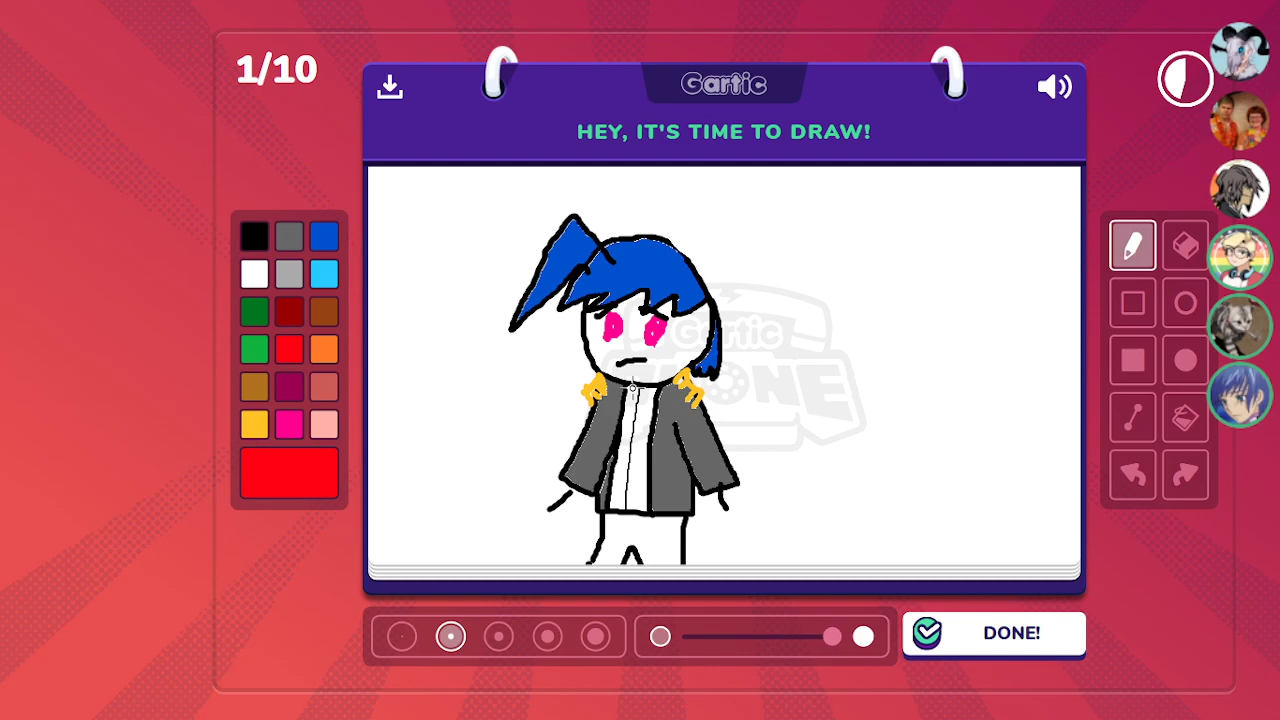 1/10
Gartic
HEY, IT'S TIME TO DRAW!
Gartic
PHONE
DONE!